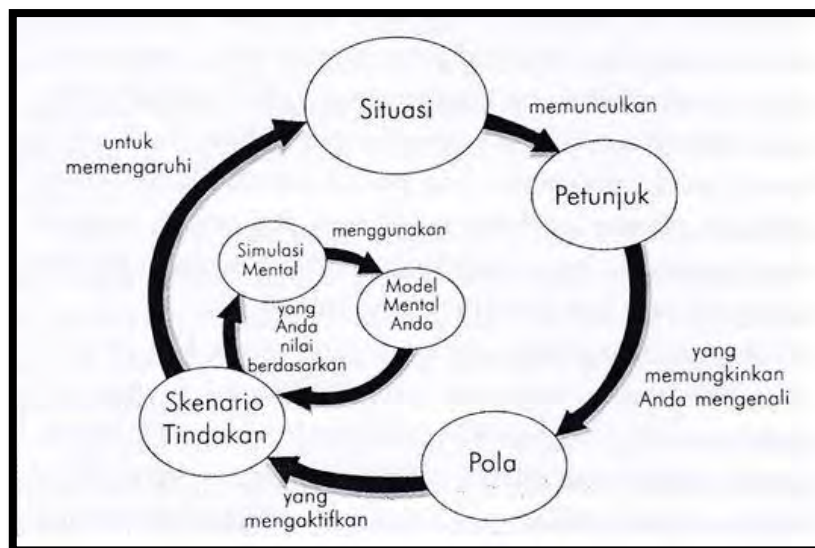 Situasi
memunculkan
untuk
memengaruhi
Petunjuk
menggunakan
Simulasi
Mental
Model
Mental
Anda
yang
Anda
nilai
berdasarkan
yang
memungkinkan
Anda mengenali
Skenario
Tindakan
Pola
yang
mengaktifkan